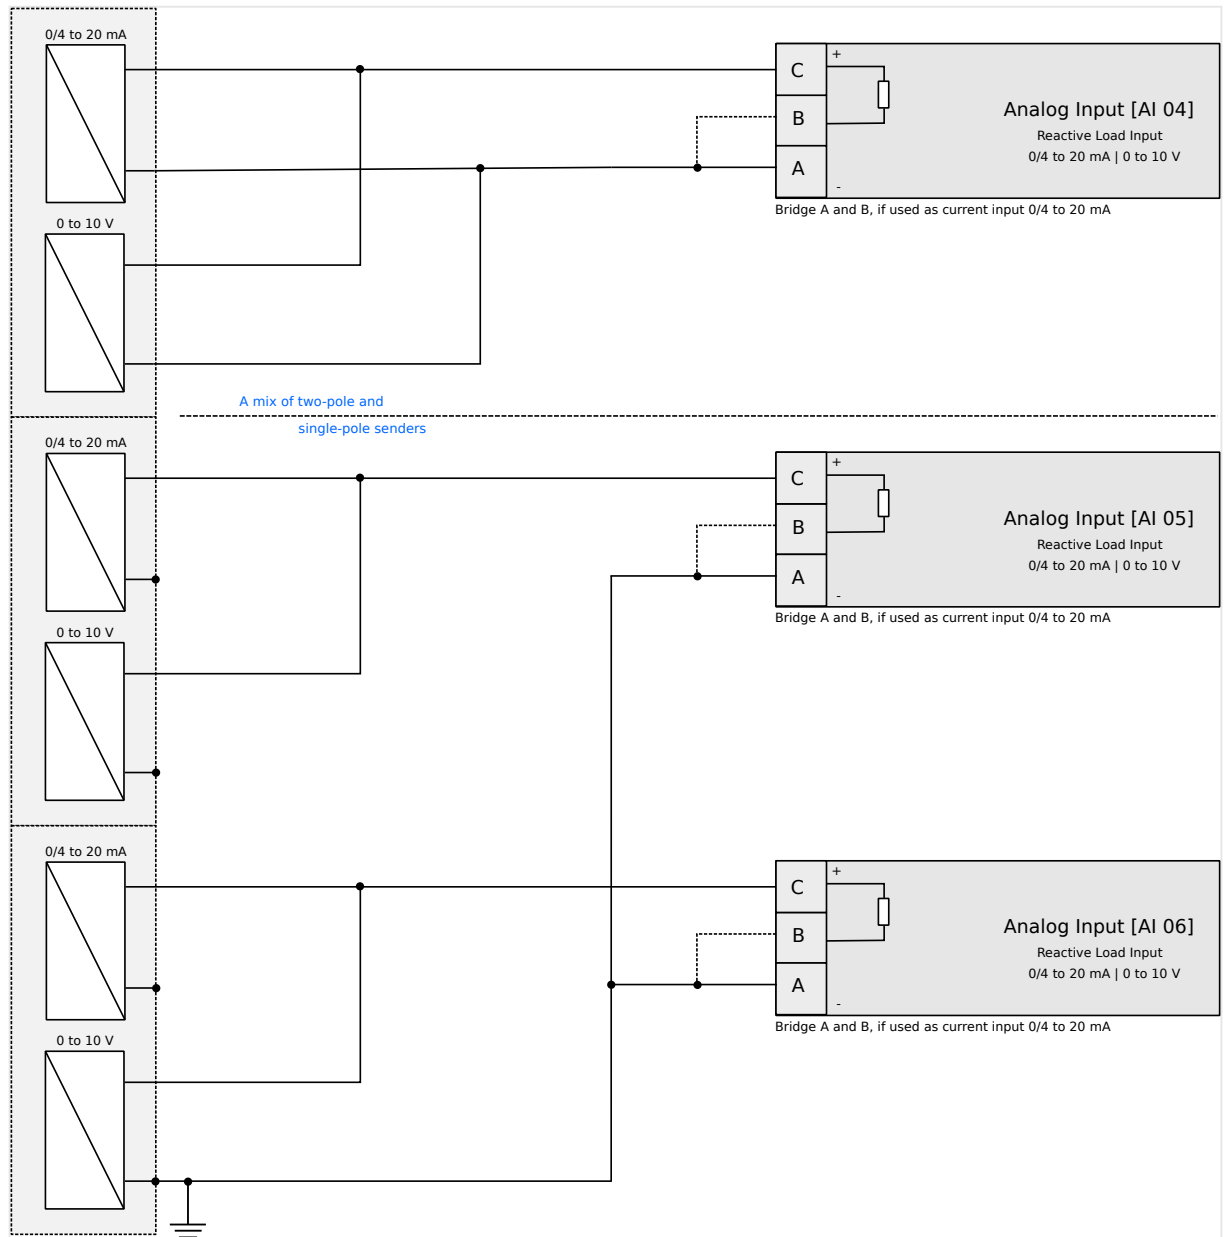 0/4 to 20 mA
C
+
B
Analog Input [AI 04]
Reactive Load Input
0/4 to 20 mA | 0 to 10 V
A
-
Bridge A and B, if used as current input 0/4 to 20 mA
0 to 10 V
A mix of two-pole and
single-pole senders
0/4 to 20 mA
C
+
B
Analog Input [AI 05]
Reactive Load Input
0/4 to 20 mA | 0 to 10 V
A
-
Bridge A and B, if used as current input 0/4 to 20 mA
0 to 10 V
0/4 to 20 mA
C
+
B
Analog Input [AI 06]
Reactive Load Input
0/4 to 20 mA | 0 to 10 V
A
-
Bridge A and B, if used as current input 0/4 to 20 mA
0 to 10 V